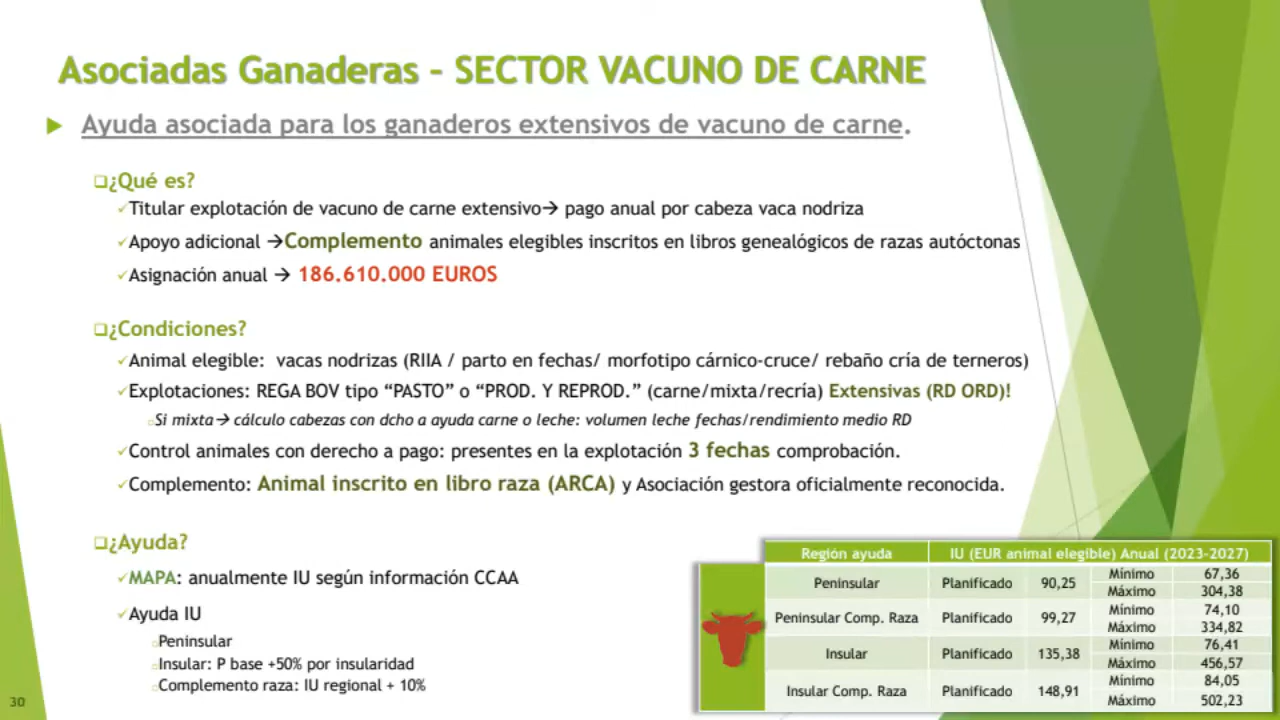 Asociadas Ganaderas - SECTOR VACUNO DE CARNE
Ayuda asociada para los ganaderos extensivos de vacuno de carne.
¿Qué es?
Titular explotación de vacuno de carne extensivo→ pago anual por cabeza vaca nodriza
Apoyo adicional →Complemento animales elegibles inscritos en libros genealógicos de razas autóctonas
Asignación anual → 186.610.000 EUROS
¿Condiciones?
Animal elegible: vacas nodrizas (RIIA / parto en fechas/ morfotipo cárnico-cruce/ rebaño cría de terneros)
Explotaciones: REGA BOV tipo “PASTO” o “PROD. Y REPROD.” (carne/mixta/recría) Extensivas (RD ORD)!
Si mixta→ cálculo cabezas con dcho a ayuda carne o leche: volumen leche fechas/rendimiento medio RD
Control animales con derecho a pago: presentes en la explotación 3 fechas comprobación.
Complemento: Animal inscrito en libro raza (ARCA) y Asociación gestora oficialmente reconocida.
¿Ayuda?
MAPA: anualmente IU según información CCAA
Ayuda IU
Peninsular
Insular: P base +50% por insularidad
Complemento raza: IU regional + 10%
Región ayuda IU (EUR animal elegible) Anual (2023-2027)
Peninsular Planificado 90,25 Mínimo 67,36
Máximo 304,38
Peninsular Comp. Raza Planificado 99,27 Mínimo 74,10
Máximo 334,82
Insular Planificado 135,38 Mínimo 76,41
Máximo 456,57
Insular Comp. Raza Planificado 148,91 Mínimo 84,05
Máximo 502,23
30